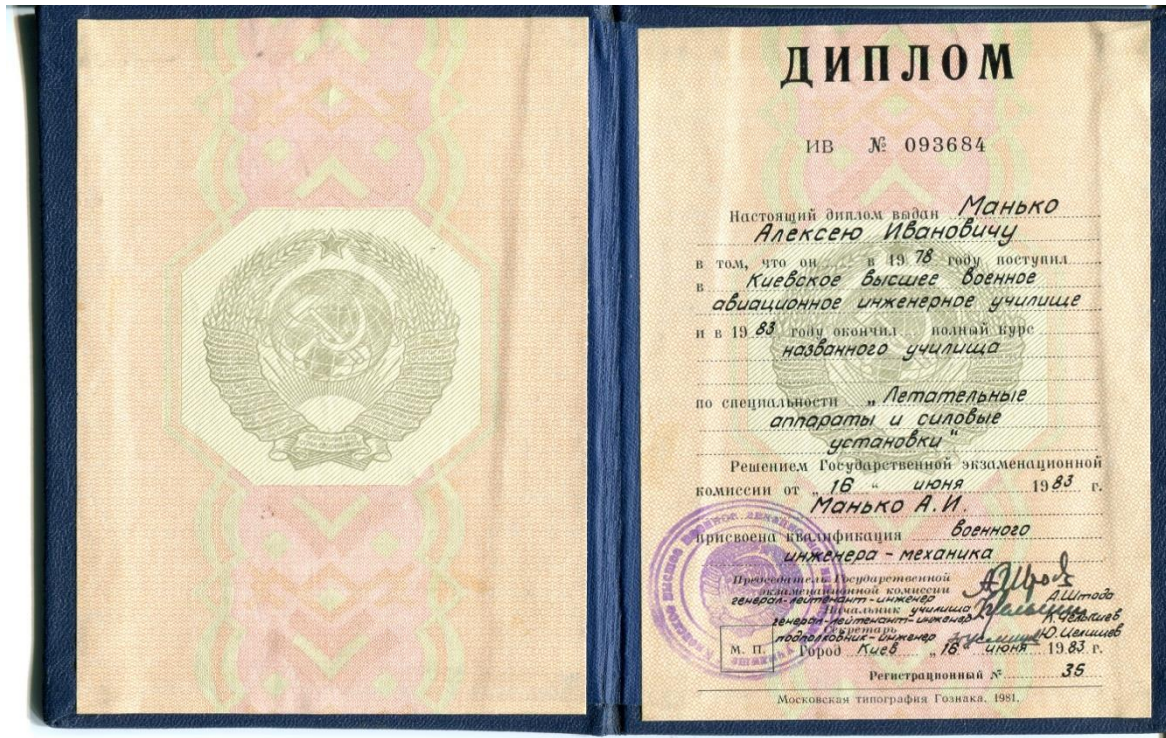 ДИПЛОМ
ИВ № 093684
Настоящий диплом выдан Манько
Алексею Ивановичу
в том, что он в 1978 году поступил
в Киевское высшее военное
авиационное инженерное училище
и в 1983 году окончил полный курс
названного училища
по специальности „Летательные
аппараты и силовые
установки"
Решением Государственной экзаменационной
комиссии от „16" июня 1983 г.
Манько А.И.
присвоена квалификация военного
инженера-механика
Председатель Государственной
экзаменационной комиссии
генерал-лейтенант-инженер А.Штода
Начальник училища
генерал-лейтенант-инженер К.Челышев
Секретарь
подполковник-инженер Ю.
М. П. Город Киев „16" июня 1983 г.
Регистрационный № 35
Московская типография Гознака. 1981.